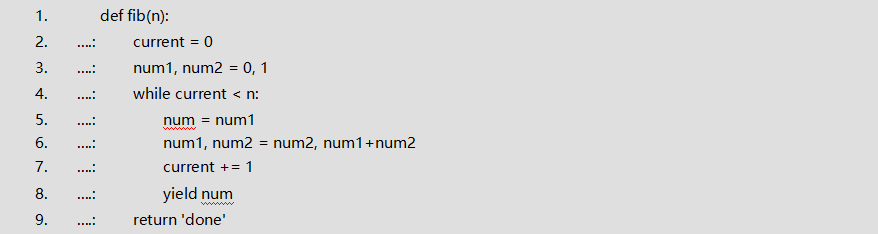 1. def fib(n):
2. ....: current = 0
3. ....: num1, num2 = 0, 1
4. ....: while current < n:
5. ....: num = num1
6. ....: num1, num2 = num2, num1+num2
7. ....: current += 1
8. ....: yield num
9. ....: return 'done'